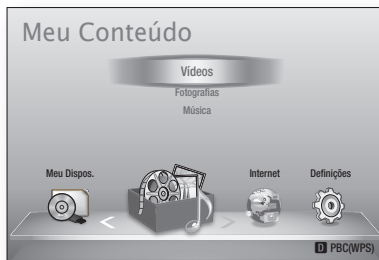 Meu Conteúdo
Vídeos
Fotografias
Música
Meu Dispos.
Internet
Definições
D PBC(WPS)